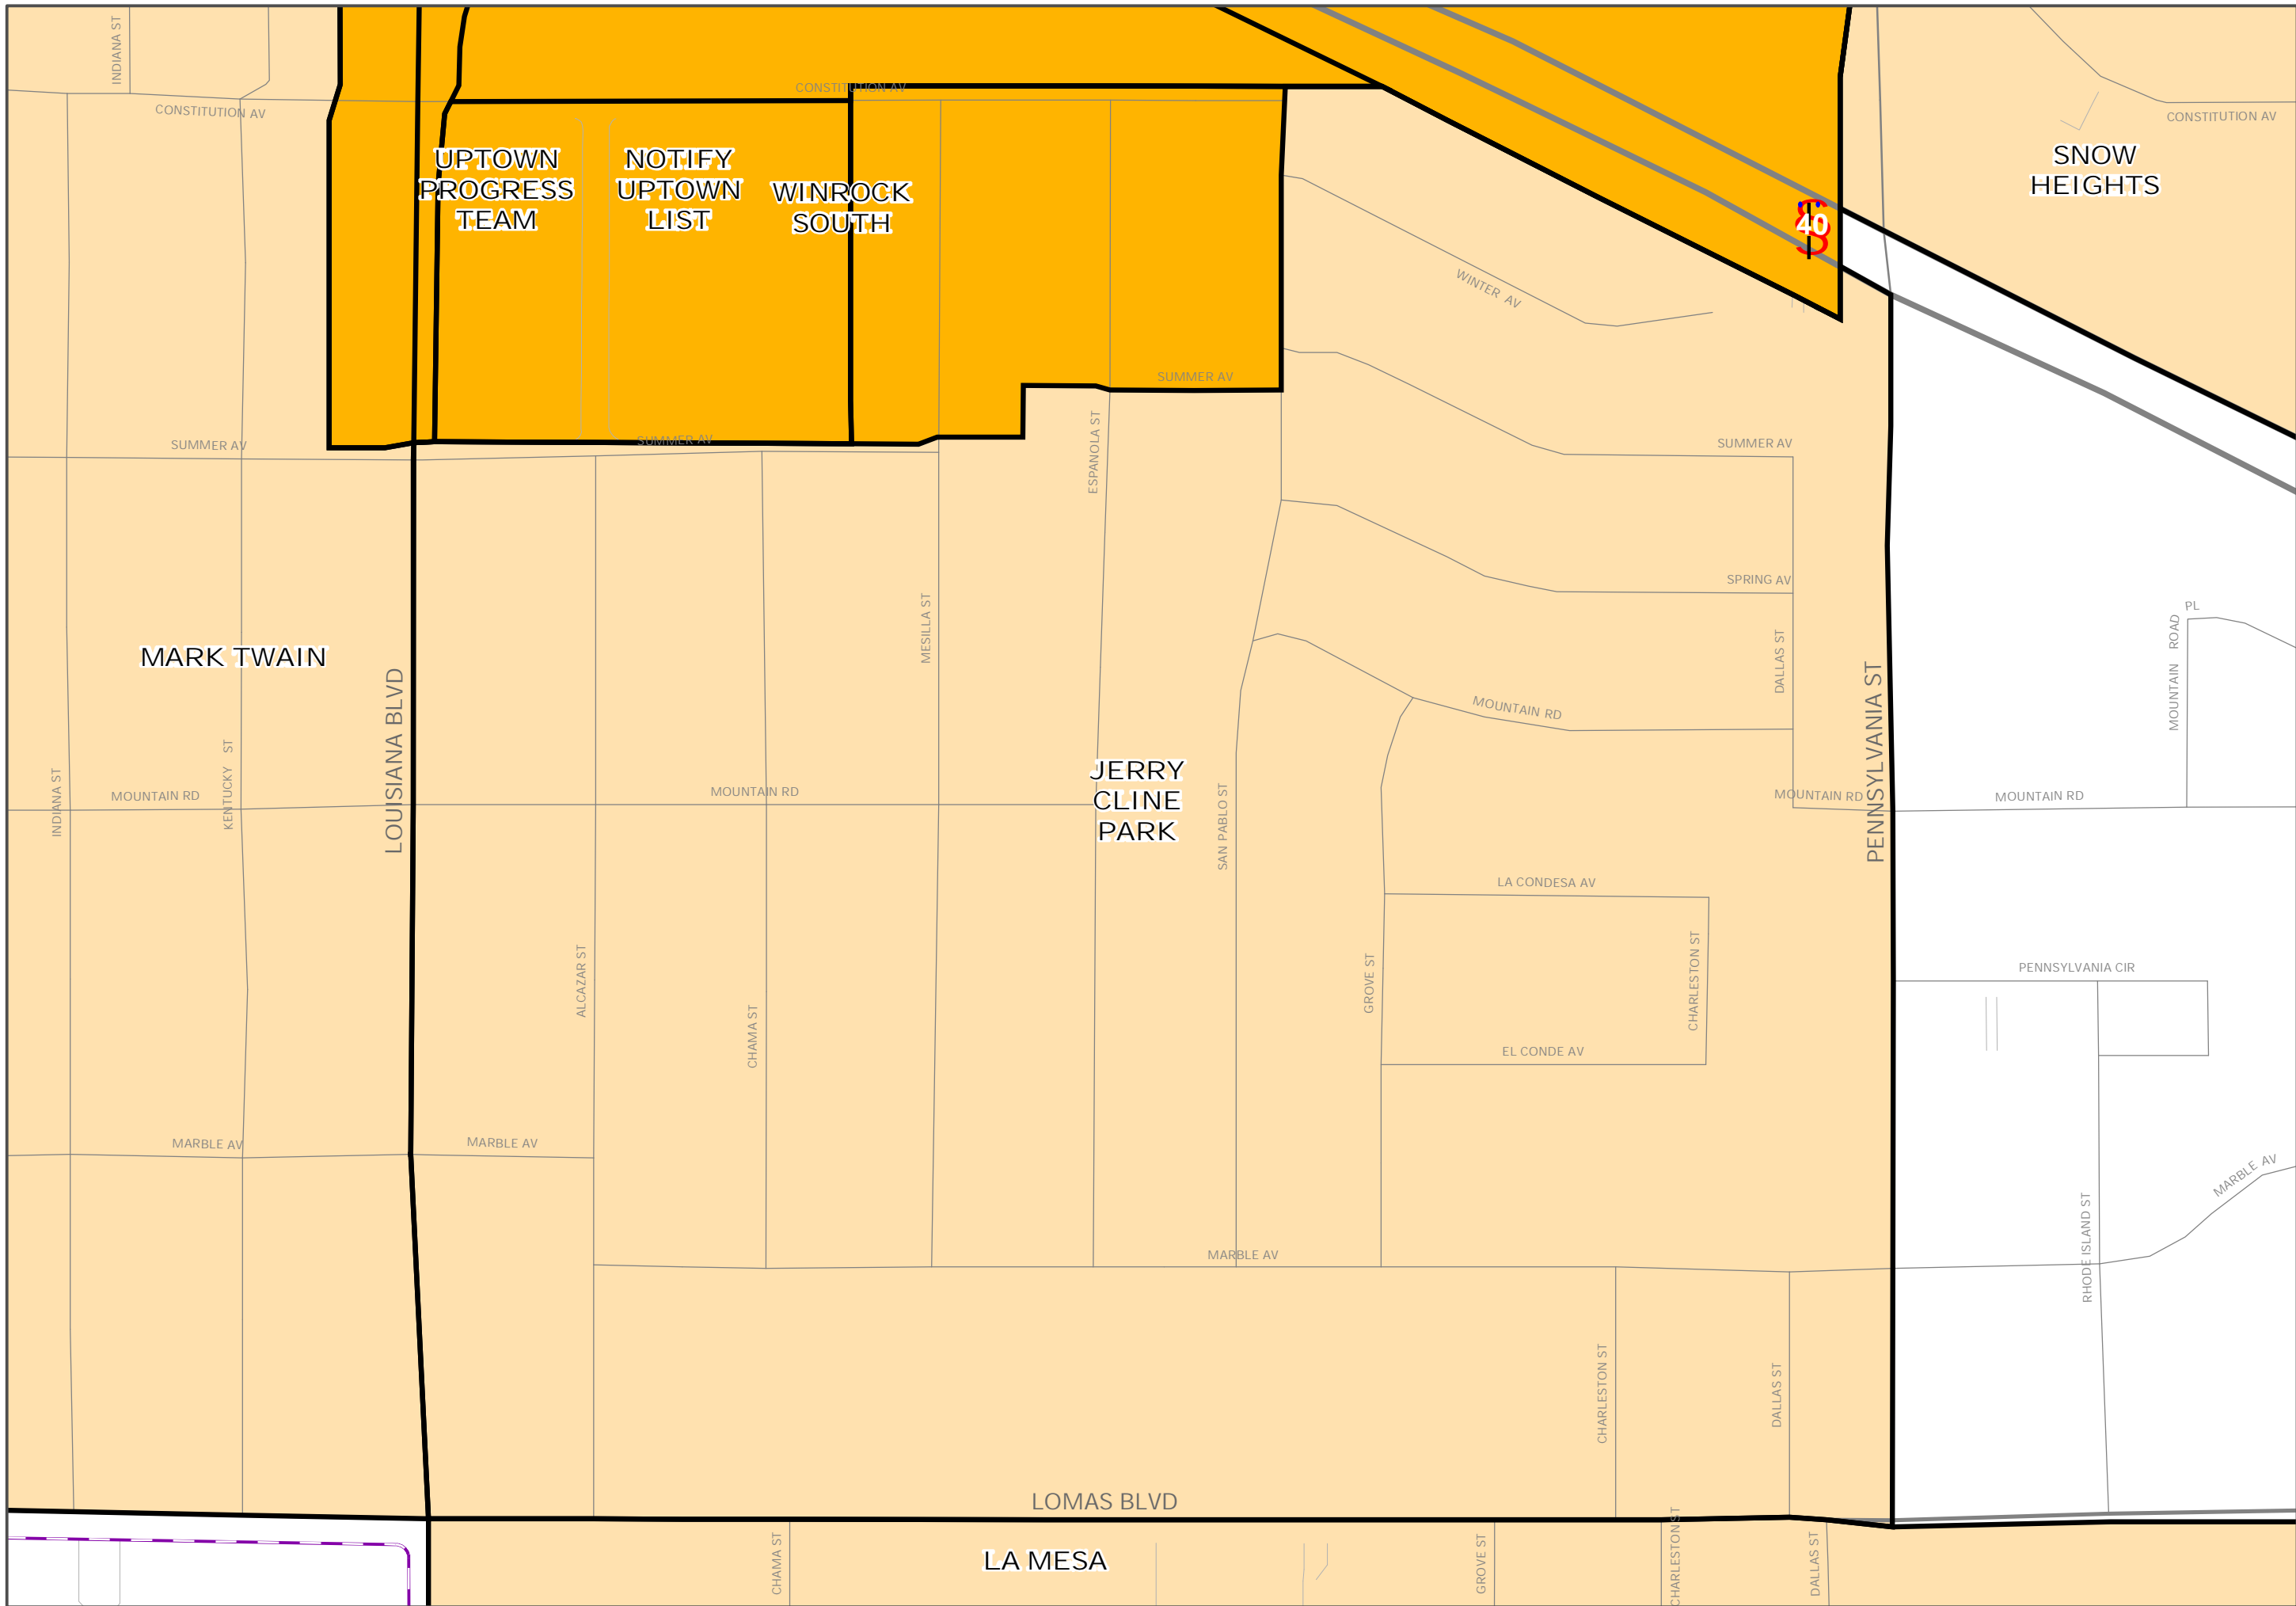 INDIANA ST
CONSTITUTION AV
CONSTITUTION AV
CONSTITUTION AV
UPTOWN
PROGRESS
TEAM
NOTIFY
UPTOWN
LIST
WINROCK
SOUTH
SNOW
HEIGHTS
40
WINTER AV
SUMMER AV
SUMMER AV
SUMMER AV
SUMMER AV
ESPANOLA ST
SPRING AV
MESILLA ST
DALLAS ST
MARK TWAIN
LOUISIANA BLVD
PENNSYLVANIA ST
MOUNTAIN ROAD PL
MOUNTAIN RD
JERRY
CLINE
PARK
INDIANA ST
KENTUCKY ST
MOUNTAIN RD
MOUNTAIN RD
MOUNTAIN RD
MOUNTAIN RD
SAN PABLO ST
LA CONDESA AV
ALCAZAR ST
CHAMA ST
GROVE ST
CHARLESTON ST
PENNSYLVANIA CIR
EL CONDE AV
MARBLE AV
MARBLE AV
MARBLE AV
MARBLE AV
RHODE ISLAND ST
CHARLESTON ST
DALLAS ST
LOMAS BLVD
CHAMA ST
LA MESA
GROVE ST
CHARLESTON ST
DALLAS ST